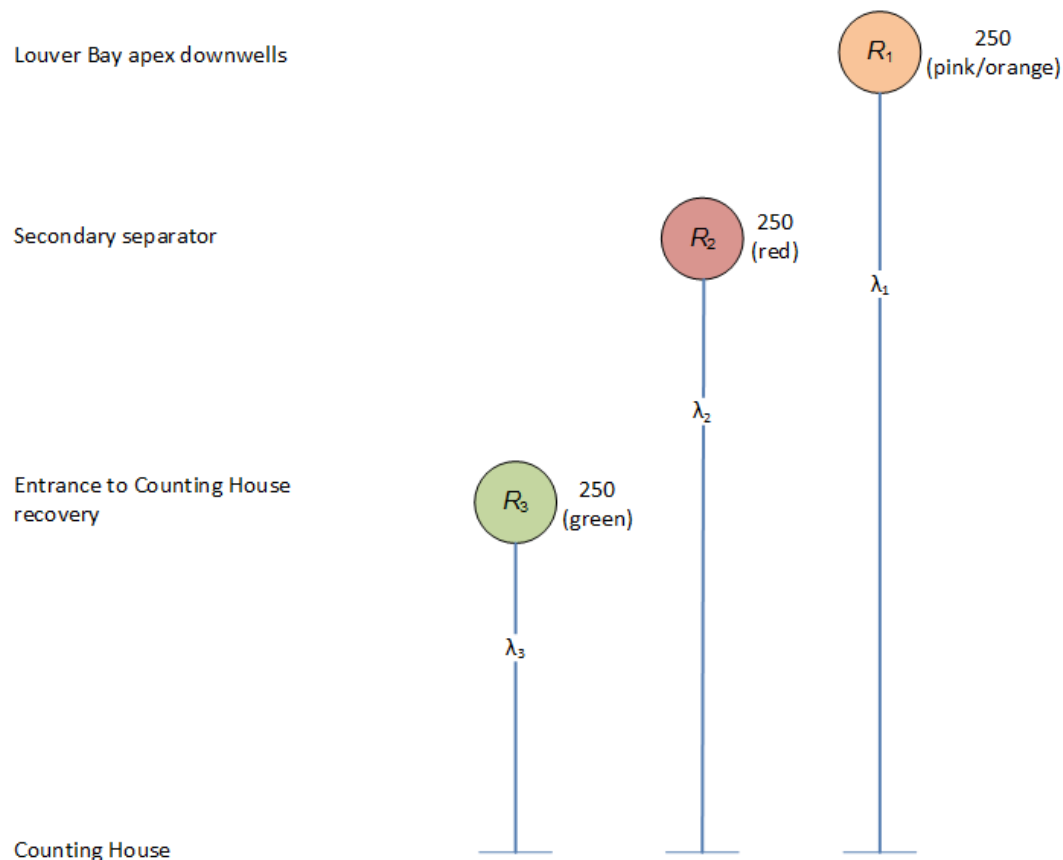 Louver Bay apex downwells
R₁
250
(pink/orange)
Secondary separator
R₂
250
(red)
λ₁
λ₂
Entrance to Counting House
recovery
R₃
250
(green)
λ₃
Counting House